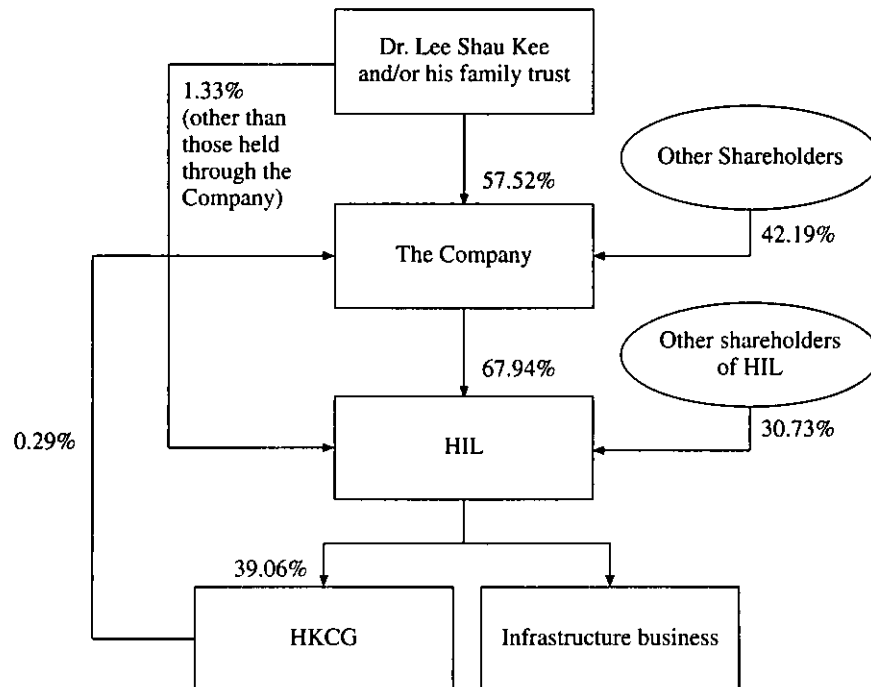 Dr. Lee Shau Kee
and/or his family trust
1.33%
(other than
those held
through the
Company)
57.52%
Other Shareholders
42.19%
The Company
67.94%
Other shareholders
of HIL
30.73%
0.29%
HIL
39.06%
HKCG
Infrastructure business